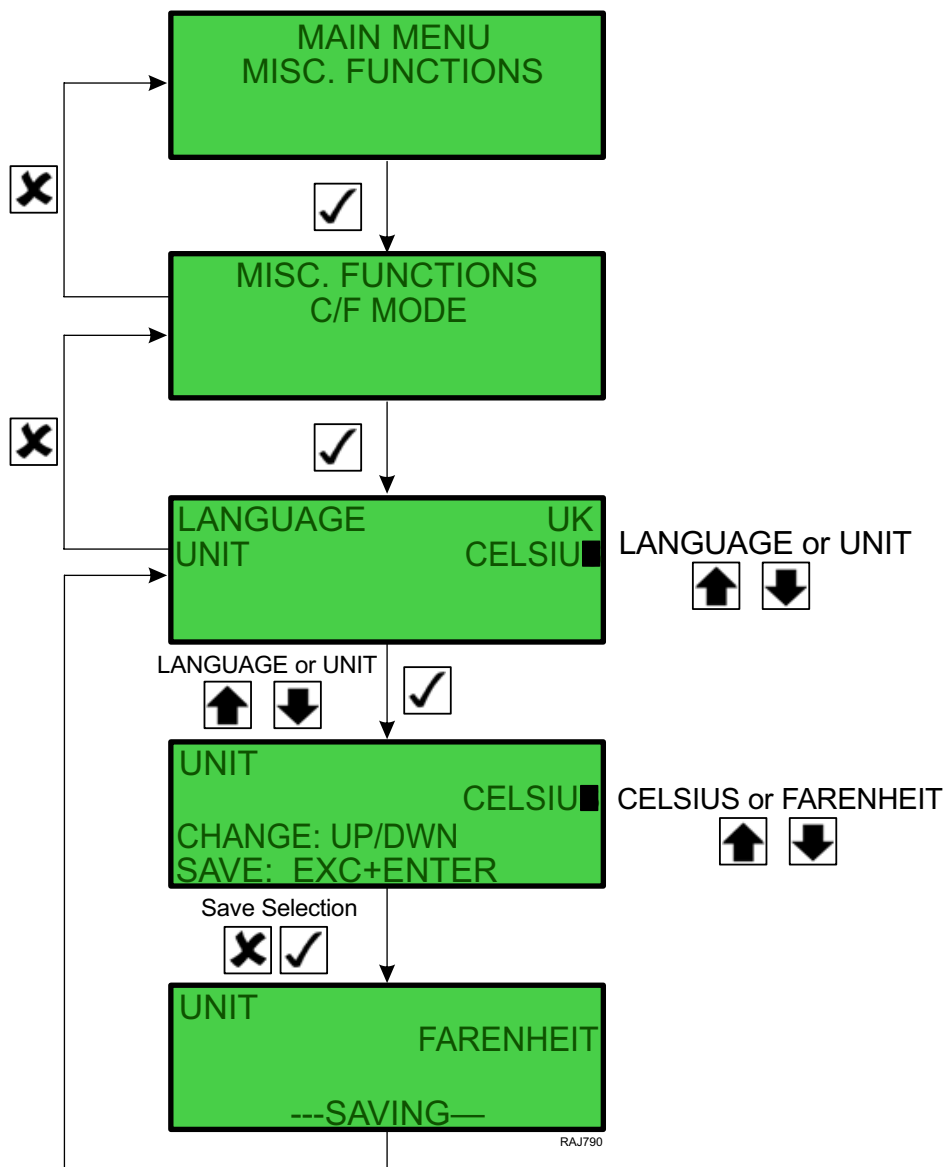 MAIN MENU
MISC. FUNCTIONS
MISC. FUNCTIONS
C/F MODE
LANGUAGE UK
UNIT CELSIU
LANGUAGE or UNIT
LANGUAGE or UNIT
UNIT
CELSIUS
CHANGE: UP/DWN
SAVE: EXC+ENTER
CELSIUS or FARENHEIT
Save Selection
UNIT
FARENHEIT
---SAVING—
RAJ790